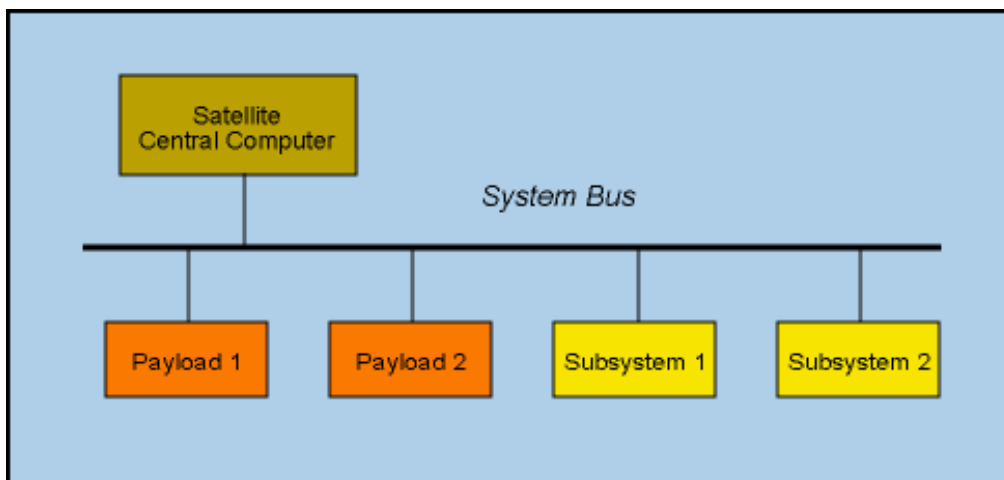 Satellite
Central Computer
System Bus
Payload 1
Payload 2
Subsystem 1
Subsystem 2